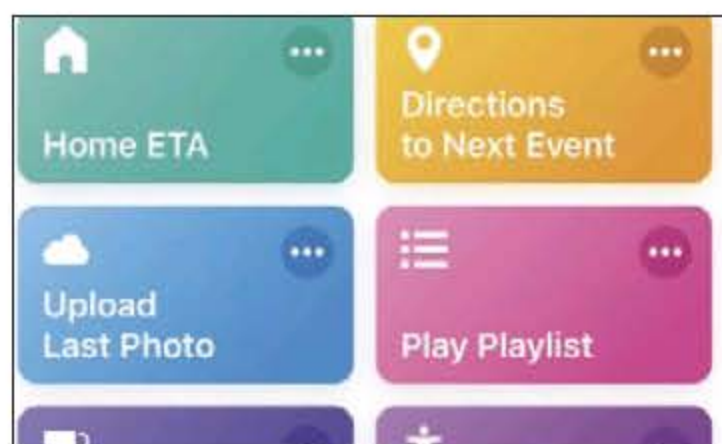 Home ETA
Directions
to Next Event
Upload
Last Photo
Play Playlist